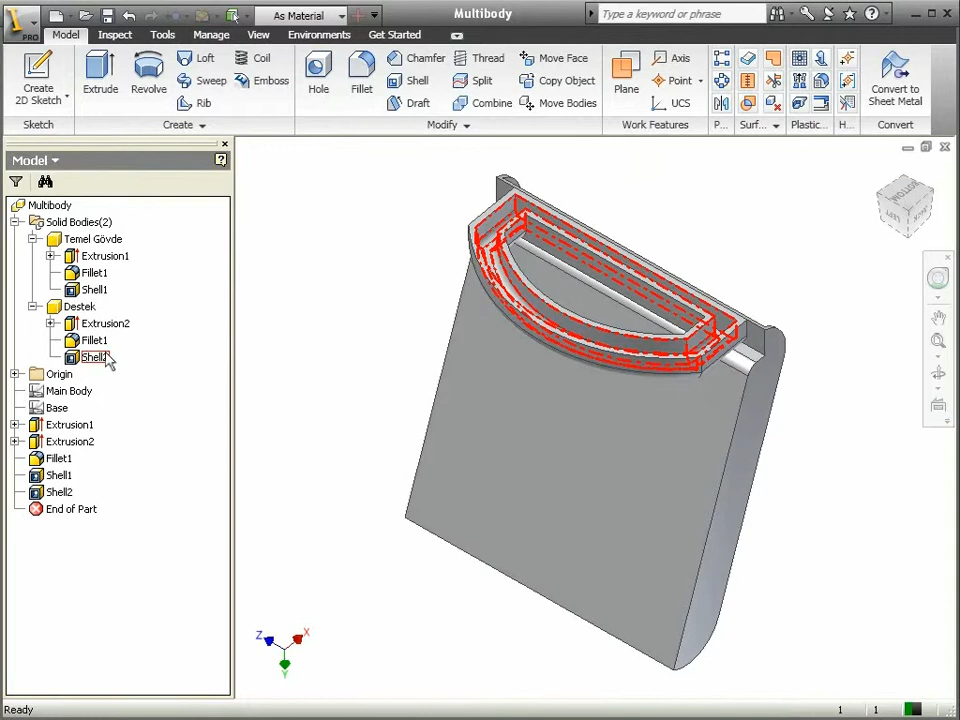 PRO
As Material
Multibody
Type a keyword or phrase
Model
Inspect
Tools
Manage
View
Environments
Get Started
Create
2D Sketch
Extrude
Revolve
Loft
Coil
Sweep
Emboss
Rib
Hole
Fillet
Chamfer
Thread
Move Face
Shell
Split
Copy Object
Draft
Combine
Move Bodies
Plane
Axis
Point
UCS
Convert to
Sheet Metal
Sketch
Create
Modify
Work Features
P...
Surf...
Plastic...
H...
Convert
Model
Multibody
Solid Bodies(2)
Temel Gövde
Extrusion1
Fillet1
Shell1
Destek
Extrusion2
Fillet1
Shell2
Origin
Main Body
Base
Extrusion1
Extrusion2
Fillet1
Shell1
Shell2
End of Part
BOTTOM
BACK
Z
X
Y
Ready
1
1